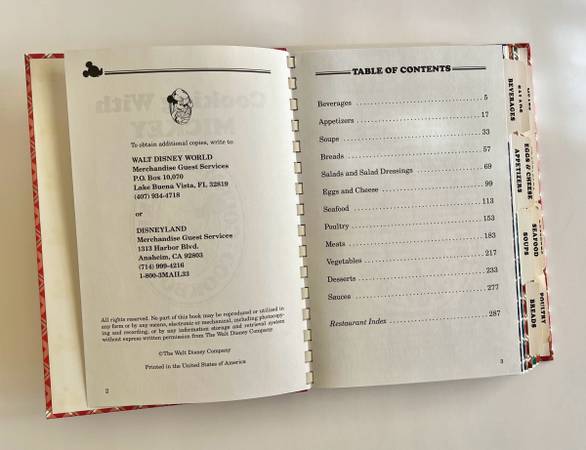 To obtain additional copies, write to
WALT DISNEY WORLD
Merchandise Guest Services
P.O. Box 10,070
Lake Buena Vista, FL 32819
(407) 934-4718
or
DISNEYLAND
Merchandise Guest Services
1313 Harbor Blvd.
Anaheim, CA 92803
(714) 999-4216
1-800-3MAIL33
All rights reserved. No part of this book may be reproduced or utilized in
any form or by any means, electronic or mechanical, including photocopy-
ing and recording, or by any information storage and retrieval system
without express written permission from The Walt Disney Company.
©The Walt Disney Company
Printed in the United States of America
2
TABLE OF CONTENTS
Beverages 5
Appetizers 17
Soups 33
Breads 57
Salads and Salad Dressings 69
Eggs and Cheese 99
Seafood 113
Poultry 153
Meats 183
Vegetables 217
Desserts 233
Sauces 277
Restaurant Index 287
3
SALADS
BEVERAGES
EGGS // CHEESE
APPETIZERS
SEAFOOD
SOUPS
POULTRY
BREADS